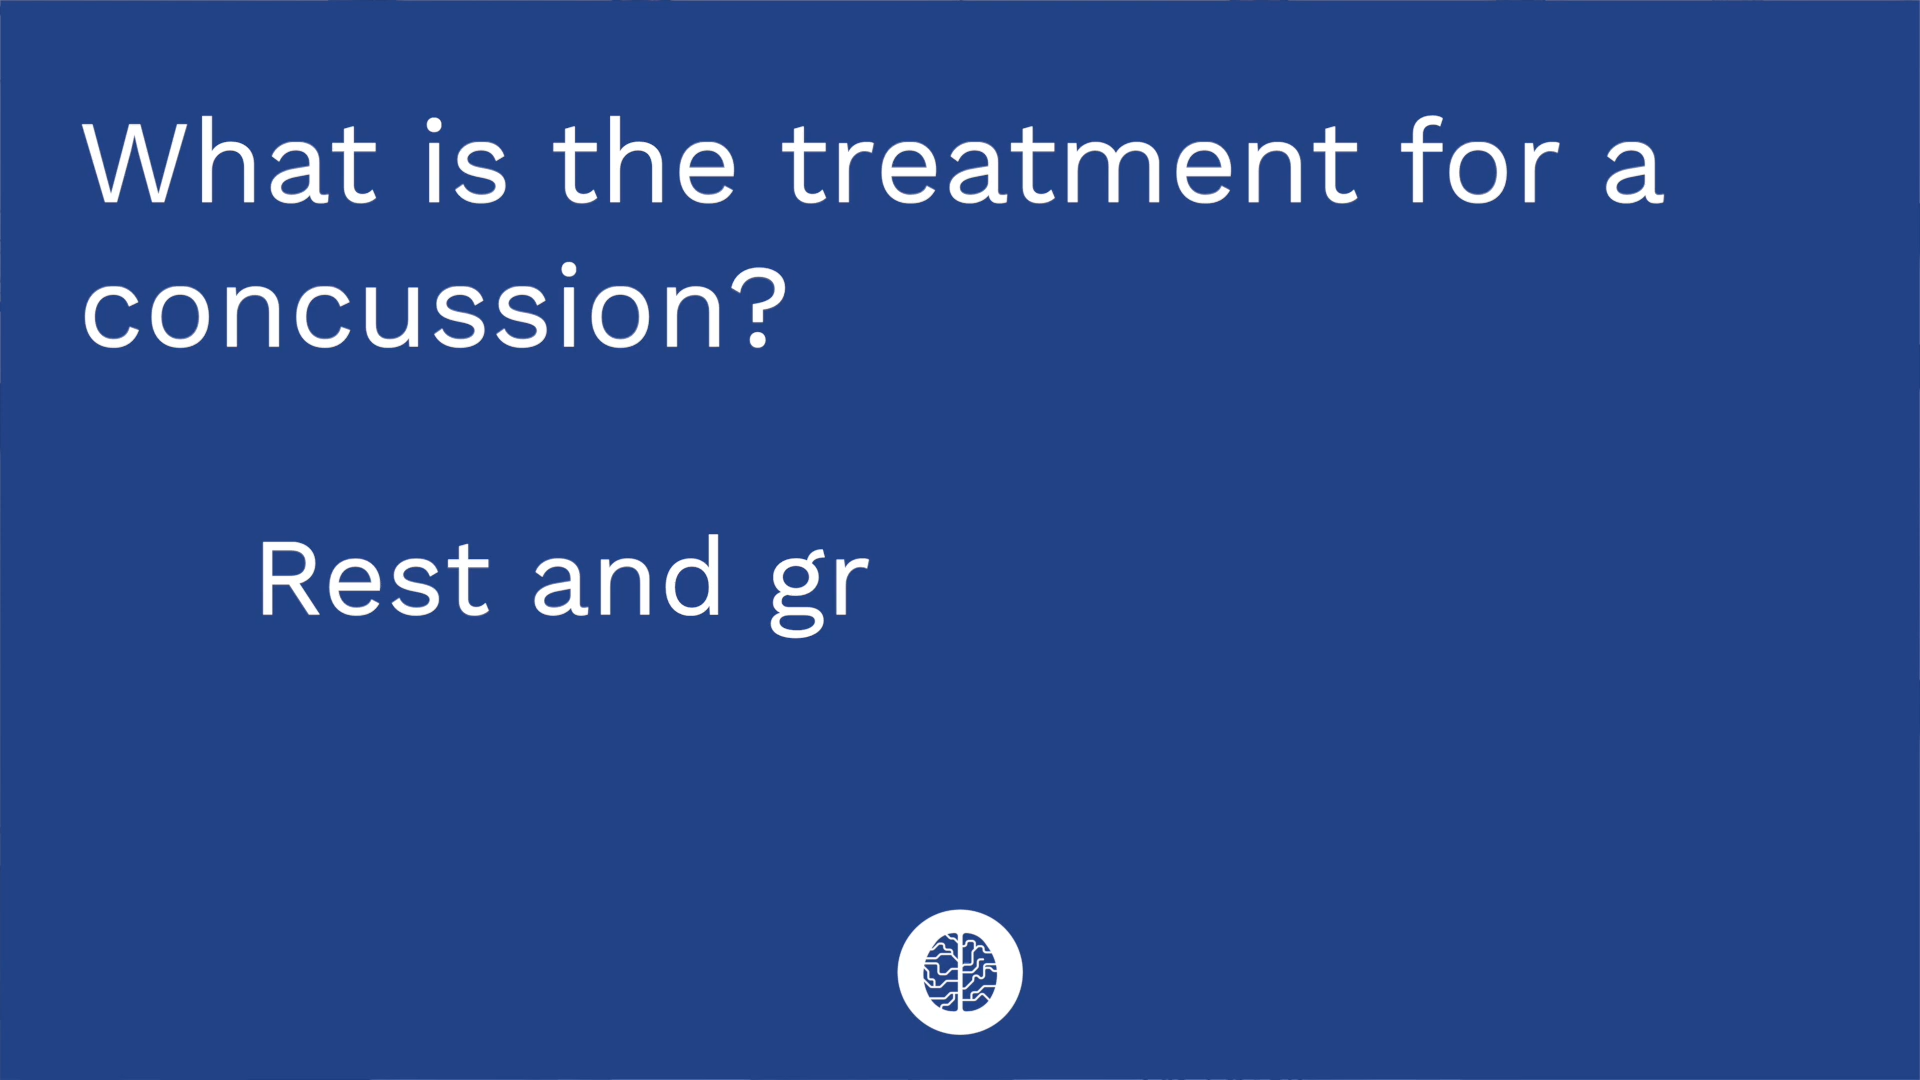 What is the treatment for a
concussion?
Rest and gr